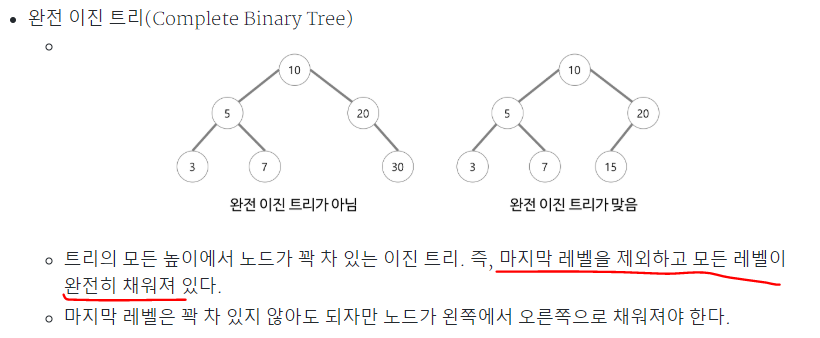 완전 이진 트리(Complete Binary Tree)
10 10
5 20 5 20
3 7 30 3 7 15
완전 이진 트리가 아님 완전 이진 트리가 맞음
트리의 모든 높이에서 노드가 꽉 차 있는 이진 트리. 즉, 마지막 레벨을 제외하고 모든 레벨이
완전히 채워져 있다.
마지막 레벨은 꽉 차 있지 않아도 되자만 노드가 왼쪽에서 오른쪽으로 채워져야 한다.